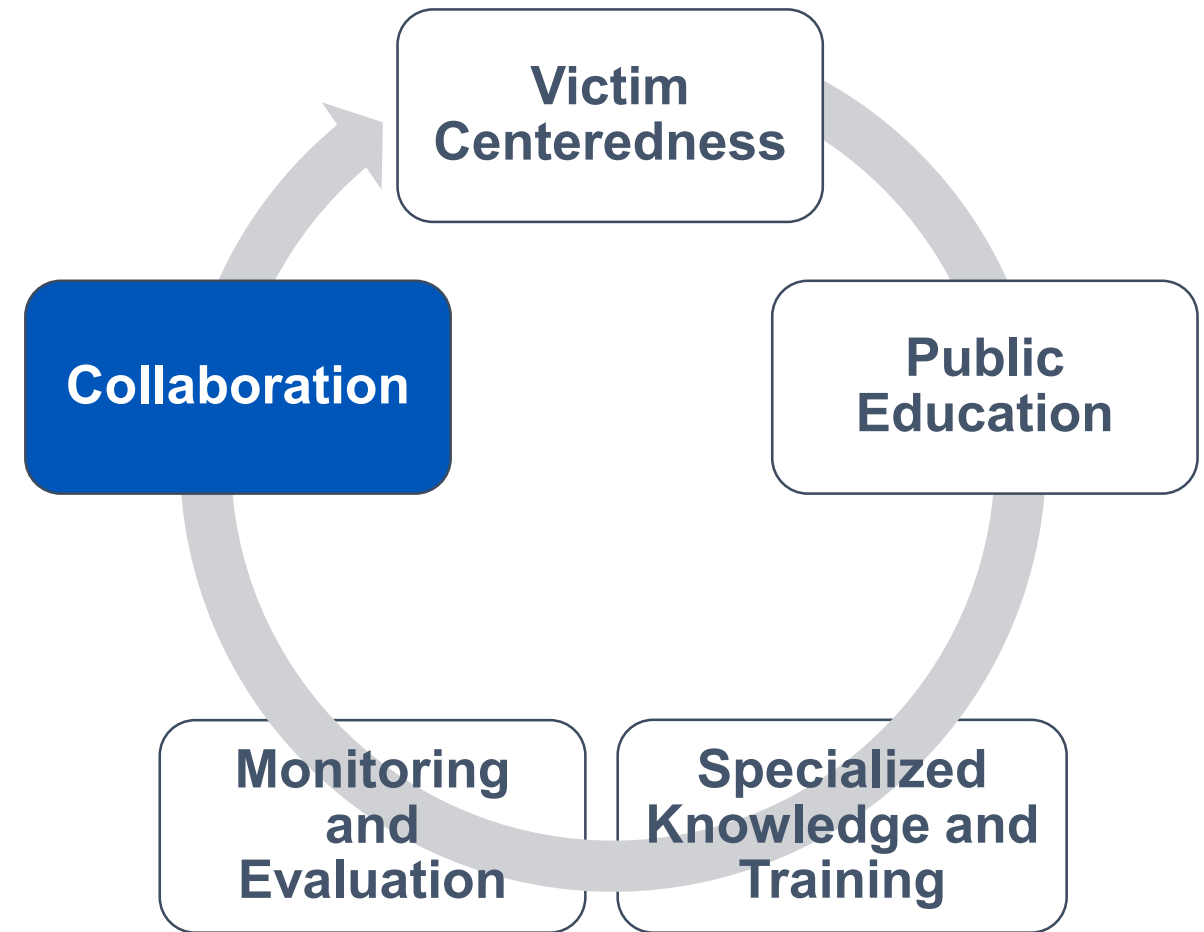 Victim
Centeredness
Collaboration
Public
Education
Monitoring
and
Evaluation
Specialized
Knowledge and
Training